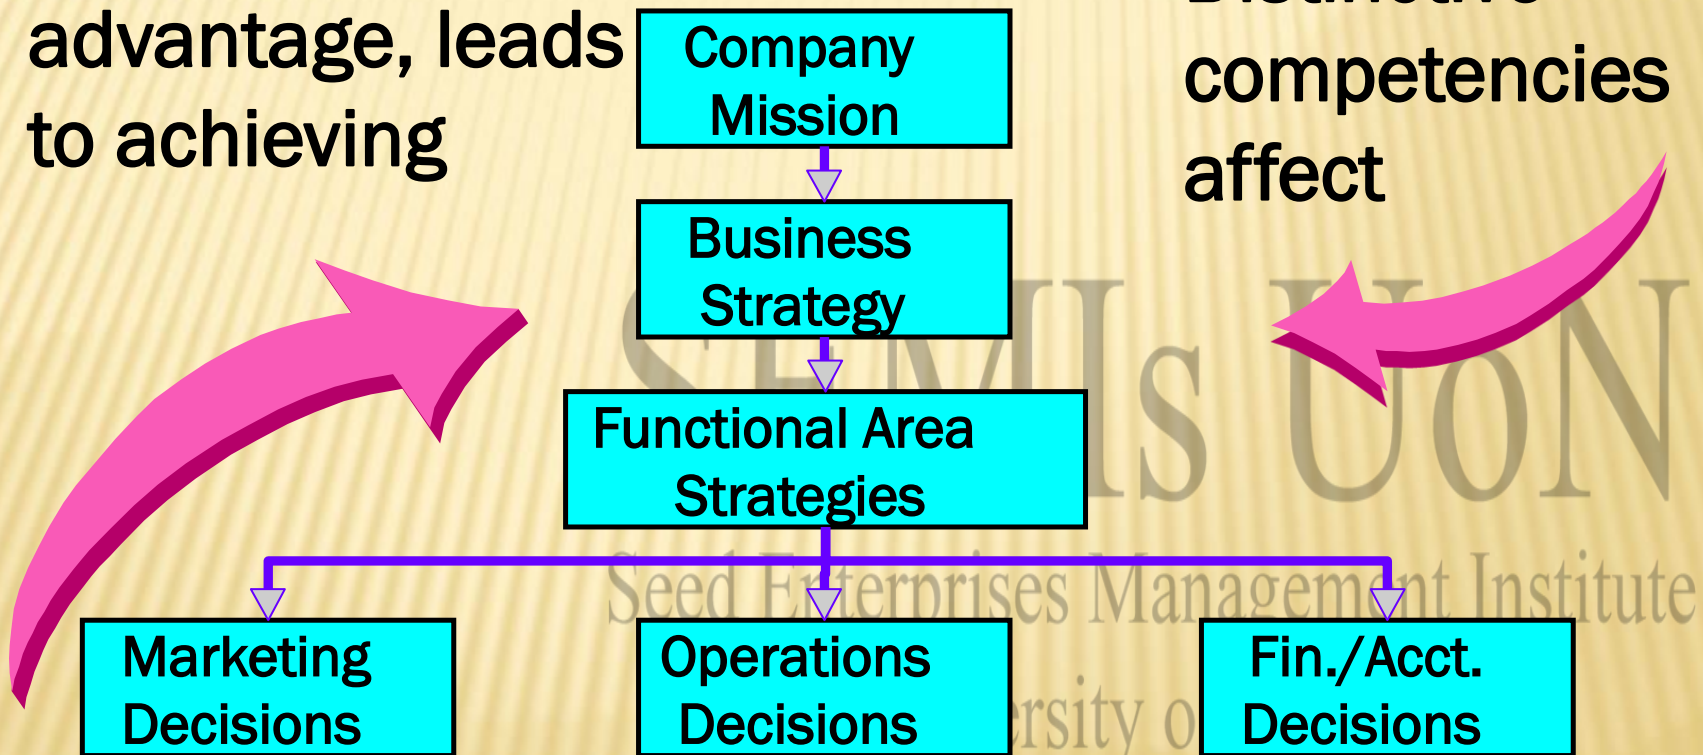 advantage, leads
to achieving
competencies
affect
Company
Mission
Business
Strategy
Functional Area
Strategies
Marketing
Decisions
Operations
Decisions
Fin./Acct.
Decisions
UoN
Seed Enterprises Management Institute